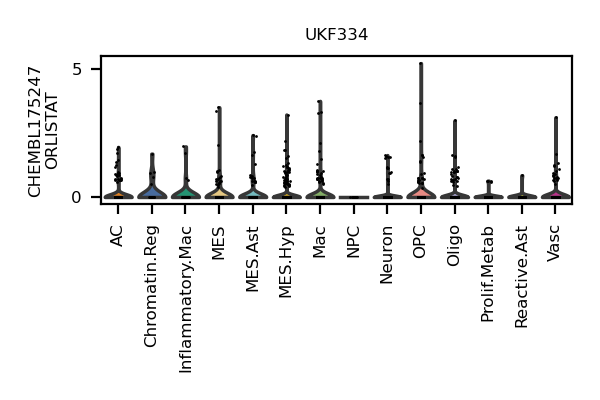 UKF334
CHEMBL175247
ORLISTAT
5
0
AC
Chromatin.Reg
Inflammatory.Mac
MES
MES.Ast
MES.Hyp
Mac
NPC
Neuron
OPC
Oligo
Prolif.Metab
Reactive.Ast
Vasc